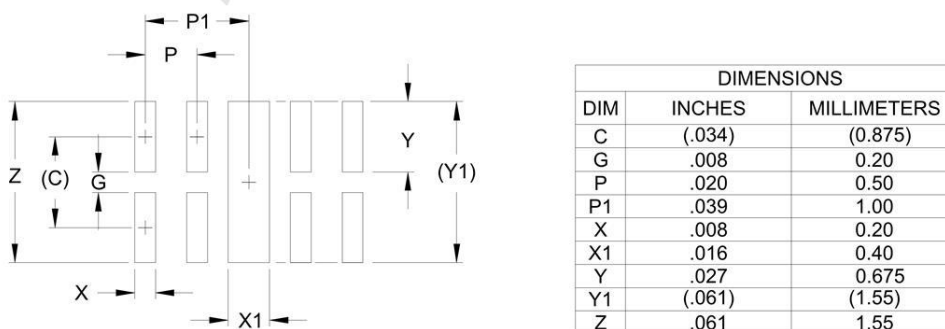 P1
P
Z
(C)
G
Y
(Y1)
X
X1
DIMENSIONS
DIM INCHES MILLIMETERS
C (.034) (0.875)
G .008 0.20
P .020 0.50
P1 .039 1.00
X .008 0.20
X1 .016 0.40
Y .027 0.675
Y1 (.061) (1.55)
Z .061 1.55